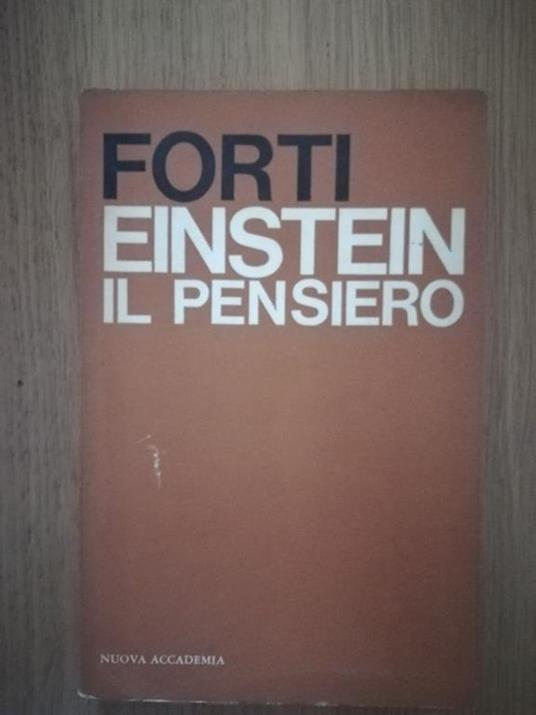 FORTI
EINSTEIN
IL PENSIERO
NUOVA ACCADEMIA